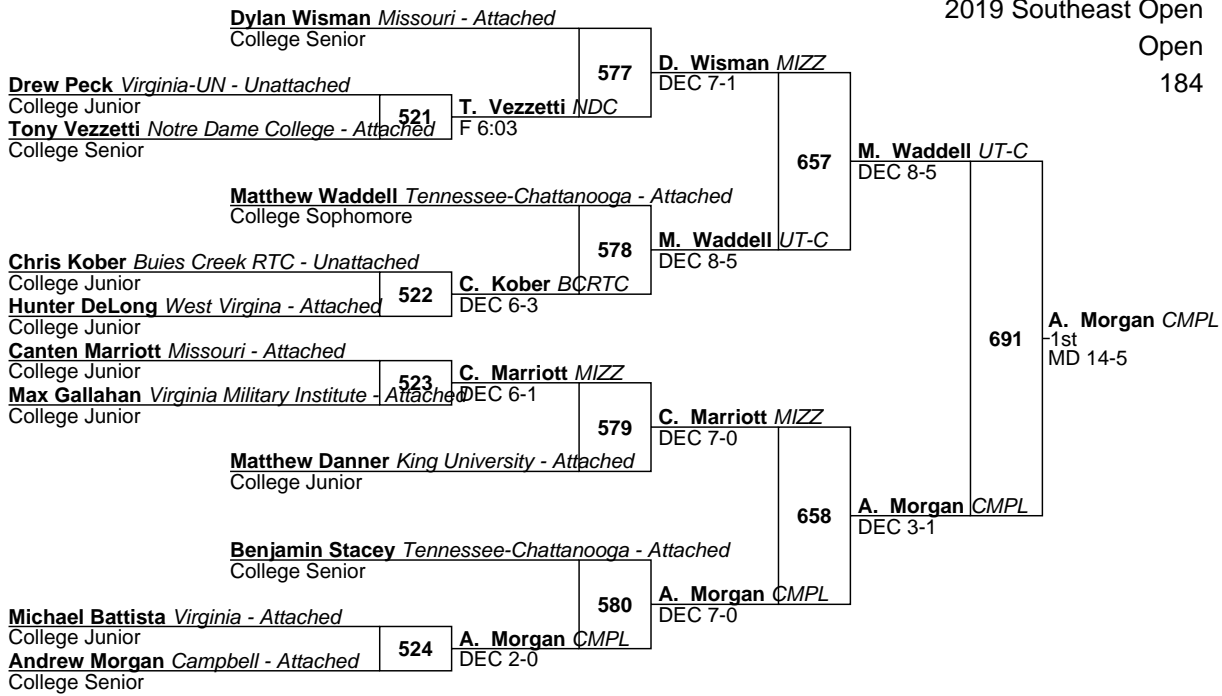 2019 Southeast Open
Open
184
Dylan Wisman Missouri - Attached
College Senior
577
D. Wisman MIZZ
DEC 7-1
Drew Peck Virginia-UN - Unattached
College Junior
521
T. Vezzetti NDC
F 6:03
Tony Vezzetti Notre Dame College - Attached
College Senior
657
M. Waddell UT-C
DEC 8-5
Matthew Waddell Tennessee-Chattanooga - Attached
College Sophomore
578
M. Waddell UT-C
DEC 8-5
Chris Kober Buies Creek RTC - Unattached
College Junior
522
C. Kober BCRTC
DEC 6-3
Hunter DeLong West Virgina - Attached
College Junior
691
A. Morgan CMPL
1st
MD 14-5
Canten Marriott Missouri - Attached
College Junior
523
C. Marriott MIZZ
DEC 6-1
Max Gallahan Virginia Military Institute - Attached
College Junior
579
C. Marriott MIZZ
DEC 7-0
Matthew Danner King University - Attached
College Junior
658
A. Morgan CMPL
DEC 3-1
Benjamin Stacey Tennessee-Chattanooga - Attached
College Senior
580
A. Morgan CMPL
DEC 7-0
Michael Battista Virginia - Attached
College Junior
524
A. Morgan CMPL
DEC 2-0
Andrew Morgan Campbell - Attached
College Senior